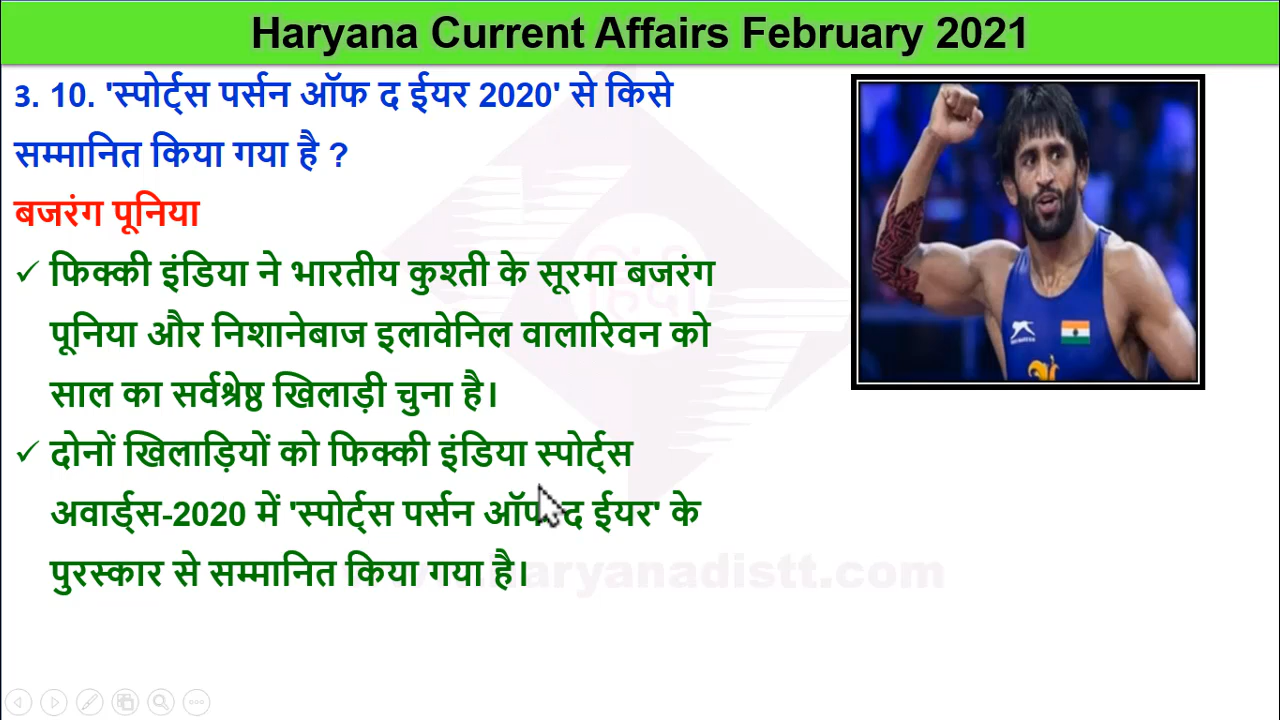 Haryana Current Affairs February 2021
3. 10. 'स्पोर्ट्स पर्सन ऑफ द ईयर 2020' से किसे
सम्मानित किया गया है ?
बजरंग पूनिया
✓ फिक्की इंडिया ने भारतीय कुश्ती के सूरमा बजरंग
पूनिया और निशानेबाज इलावेनिल वालारिवन को
साल का सर्वश्रेष्ठ खिलाड़ी चुना है।
✓ दोनों खिलाड़ियों को फिक्की इंडिया स्पोर्ट्स
अवार्ड्स-2020 में 'स्पोर्ट्स पर्सन ऑफ द ईयर' के
पुरस्कार से सम्मानित किया गया है।